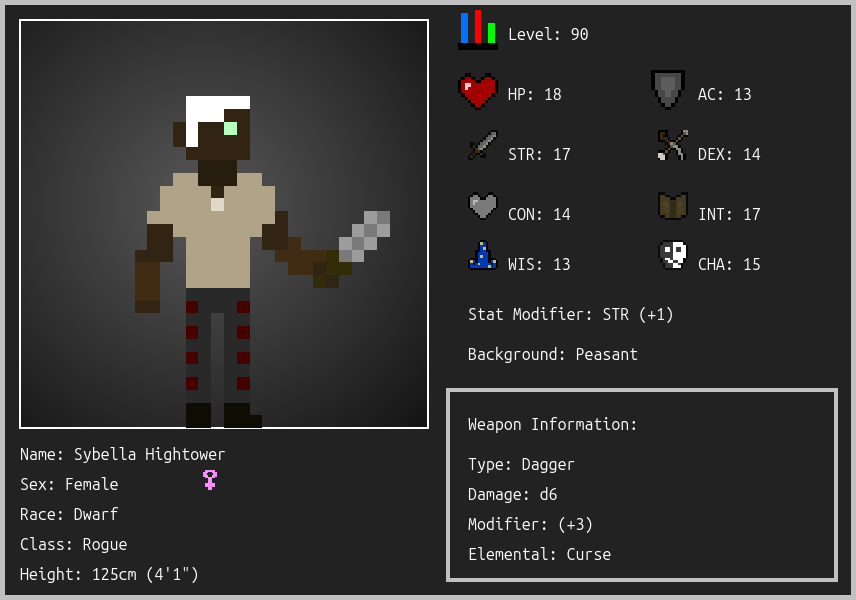 Level: 90
HP: 18
AC: 13
STR: 17
DEX: 14
CON: 14
INT: 17
WIS: 13
CHA: 15
Stat Modifier: STR (+1)
Background: Peasant
Weapon Information:
Type: Dagger
Damage: d6
Modifier: (+3)
Elemental: Curse
Name: Sybella Hightower
Sex: Female
Race: Dwarf
Class: Rogue
Height: 125cm (4'1")